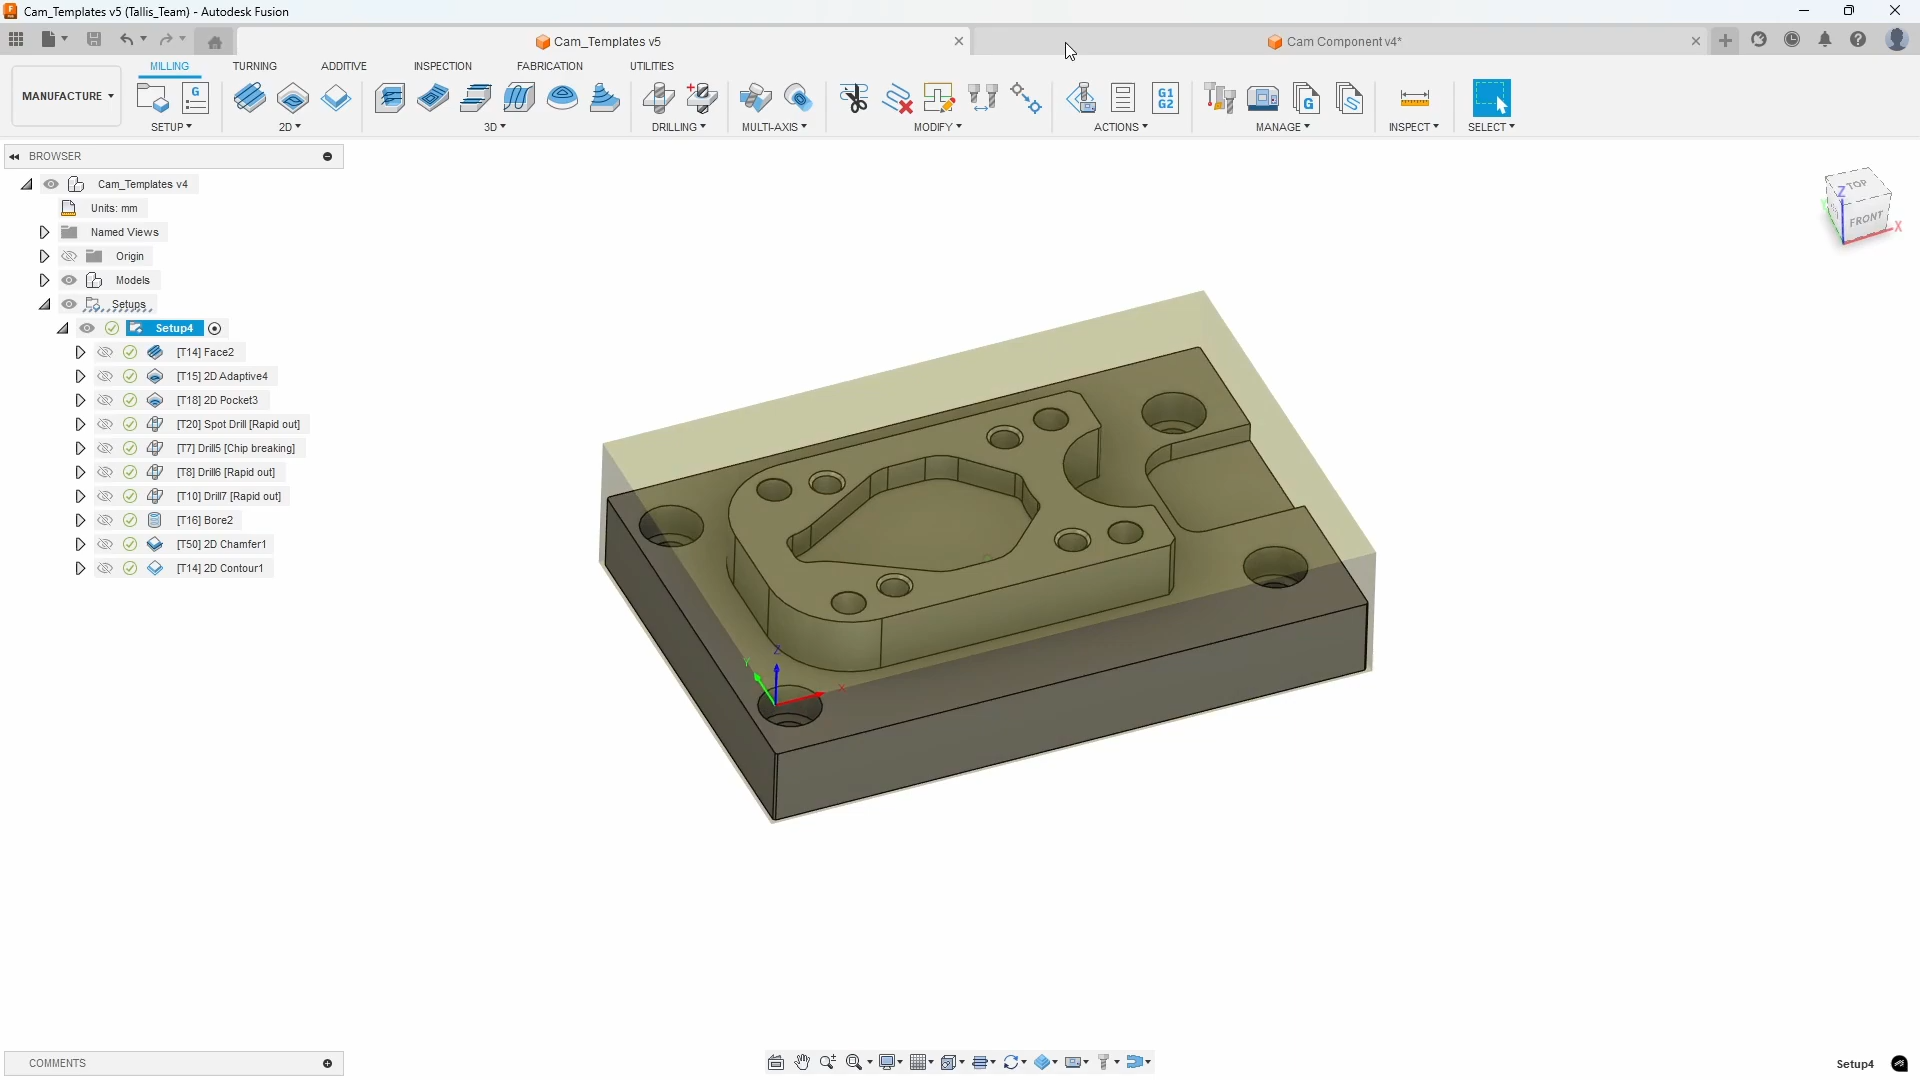 Cam_Templates v5 (Tallis_Team) - Autodesk Fusion
Cam_Templates v5
Cam Component v4*
MILLING TURNING ADDITIVE INSPECTION FABRICATION UTILITIES
MANUFACTURE
G
G1
G2
G
SETUP 2D 3D DRILLING MULTI-AXIS MODIFY ACTIONS MANAGE INSPECT SELECT
BROWSER
Cam_Templates v4
Units: mm
Named Views
Origin
Models
Setups
Setup4
[T14] Face2
[T15] 2D Adaptive4
[T18] 2D Pocket3
[T20] Spot Drill [Rapid out]
[T7] Drill5 [Chip breaking]
[T8] Drill6 [Rapid out]
[T10] Drill7 [Rapid out]
[T16] Bore2
[T50] 2D Chamfer1
[T14] 2D Contour1
TOP
FRONT
Z
X
Z
Y
X
COMMENTS
Setup4